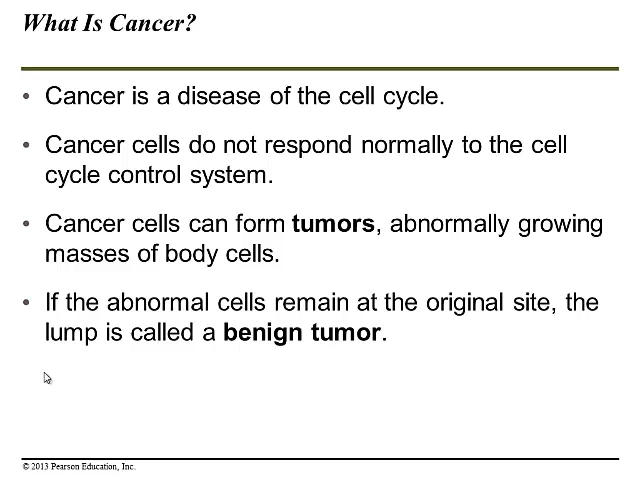 What Is Cancer?
• Cancer is a disease of the cell cycle.
• Cancer cells do not respond normally to the cell
cycle control system.
• Cancer cells can form tumors, abnormally growing
masses of body cells.
• If the abnormal cells remain at the original site, the
lump is called a benign tumor.
© 2013 Pearson Education, Inc.